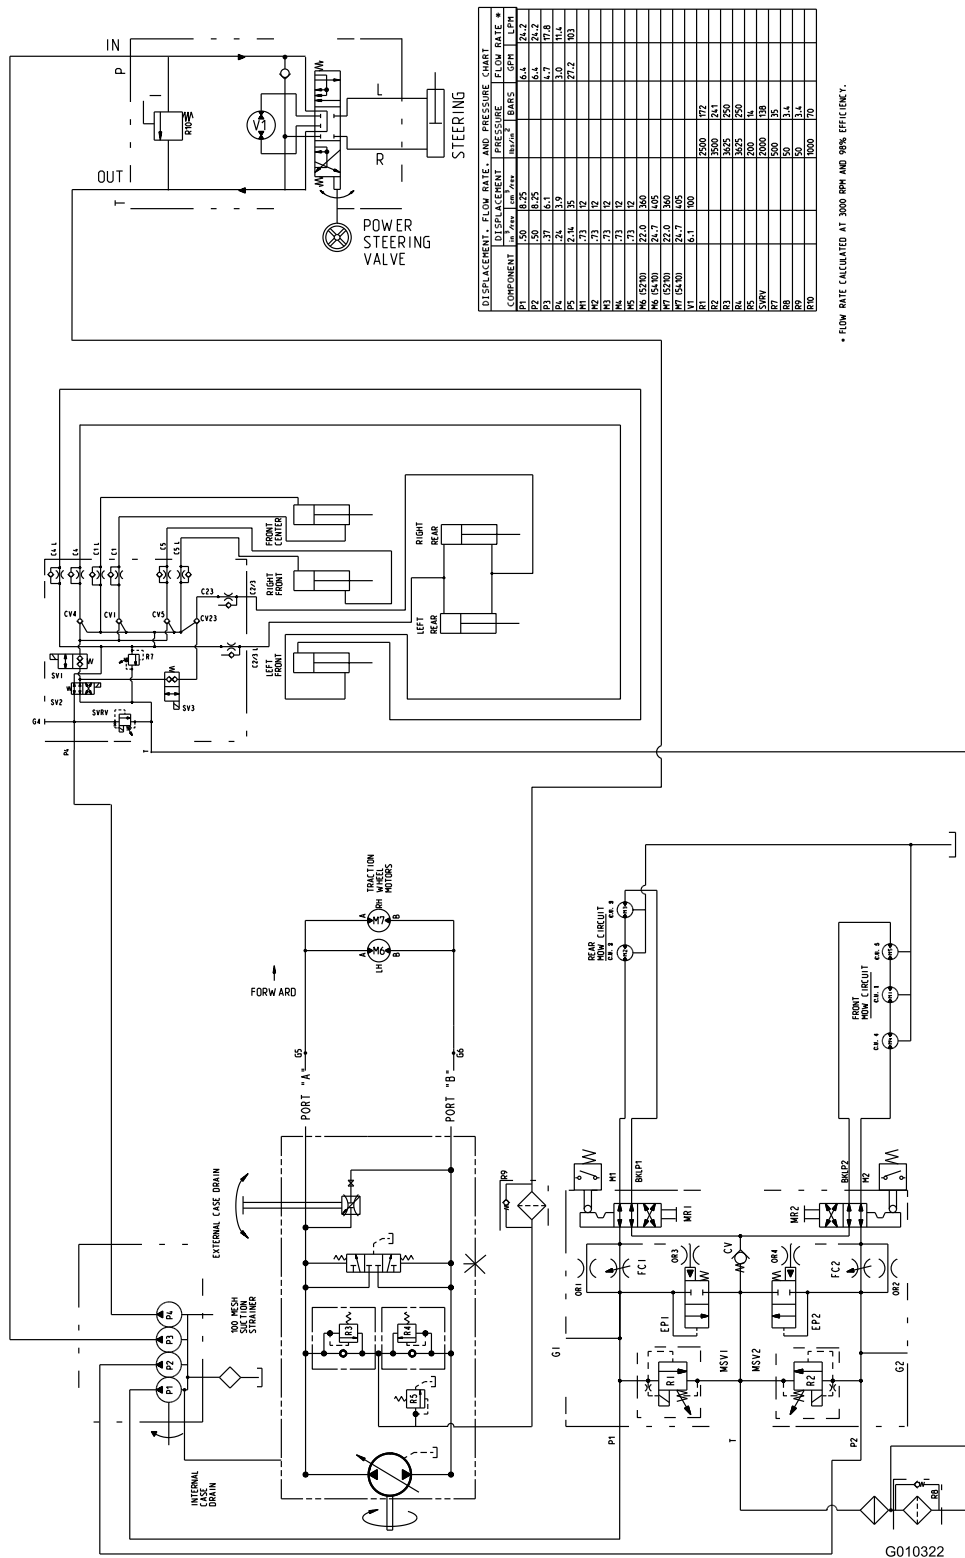 IN
P
OUT
T
R10
V1
L
R
STEERING
POWER
STEERING
VALVE
DISPLACEMENT, FLOW RATE, AND PRESSURE CHART
COMPONENT DISPLACEMENT PRESSURE FLOW RATE *
in³/rev cm³/rev lbs/in² BARS GPM LPM
P1 .50 8.25 6.4 24.2
P2 .50 8.25 6.4 24.2
P3 .37 6.1 4.7 17.8
P4 .24 3.9 3.0 11.4
P5 2.14 35 27.2 103
M1 .73 12
M2 .73 12
M3 .73 12
M4 .73 12
M5 .73 12
M6 (5210) 22.0 360
M6 (5410) 24.7 405
M7 (5210) 22.0 360
M7 (5410) 24.7 405
V1 6.1 100
R1 2500 172
R2 3500 241
R3 3625 250
R4 3625 250
R5 200 14
SVRV 2000 138
R7 500 35
R8 50 3.4
R9 50 3.4
R10 1000 70
* FLOW RATE CALCULATED AT 3000 RPM AND 98% EFFICIENCY.
C4 L
C4
C1 L
C1
C5
C5 L
C23
C2/3
C2/3 L
CV4
CV1
CV5
CV23
SV1
SV2
R7
SV3
SVRV
G4
P4
T
FRONT
CENTER
RIGHT
FRONT
LEFT
FRONT
RIGHT
REAR
LEFT
REAR
TRACTION
WHEEL
MOTORS
RH
A
M7
B
A
M6
B
LH
FORWARD
G5
G6
PORT "A"
PORT "B"
EXTERNAL CASE DRAIN
100 MESH
SUCTION
STRAINER
P4
P3
P2
P1
INTERNAL
CASE
DRAIN
R3
R4
R5
R9
REAR
MOW CIRCUIT
FRONT
MOW CIRCUIT
M1
BKLP1
BKLP2
M2
MR1
MR2
OR1
FC1
OR3
CV
OR4
FC2
OR2
EP1
EP2
G1
MSV1
MSV2
G2
R1
R2
P1
T
P2
R8
G010322